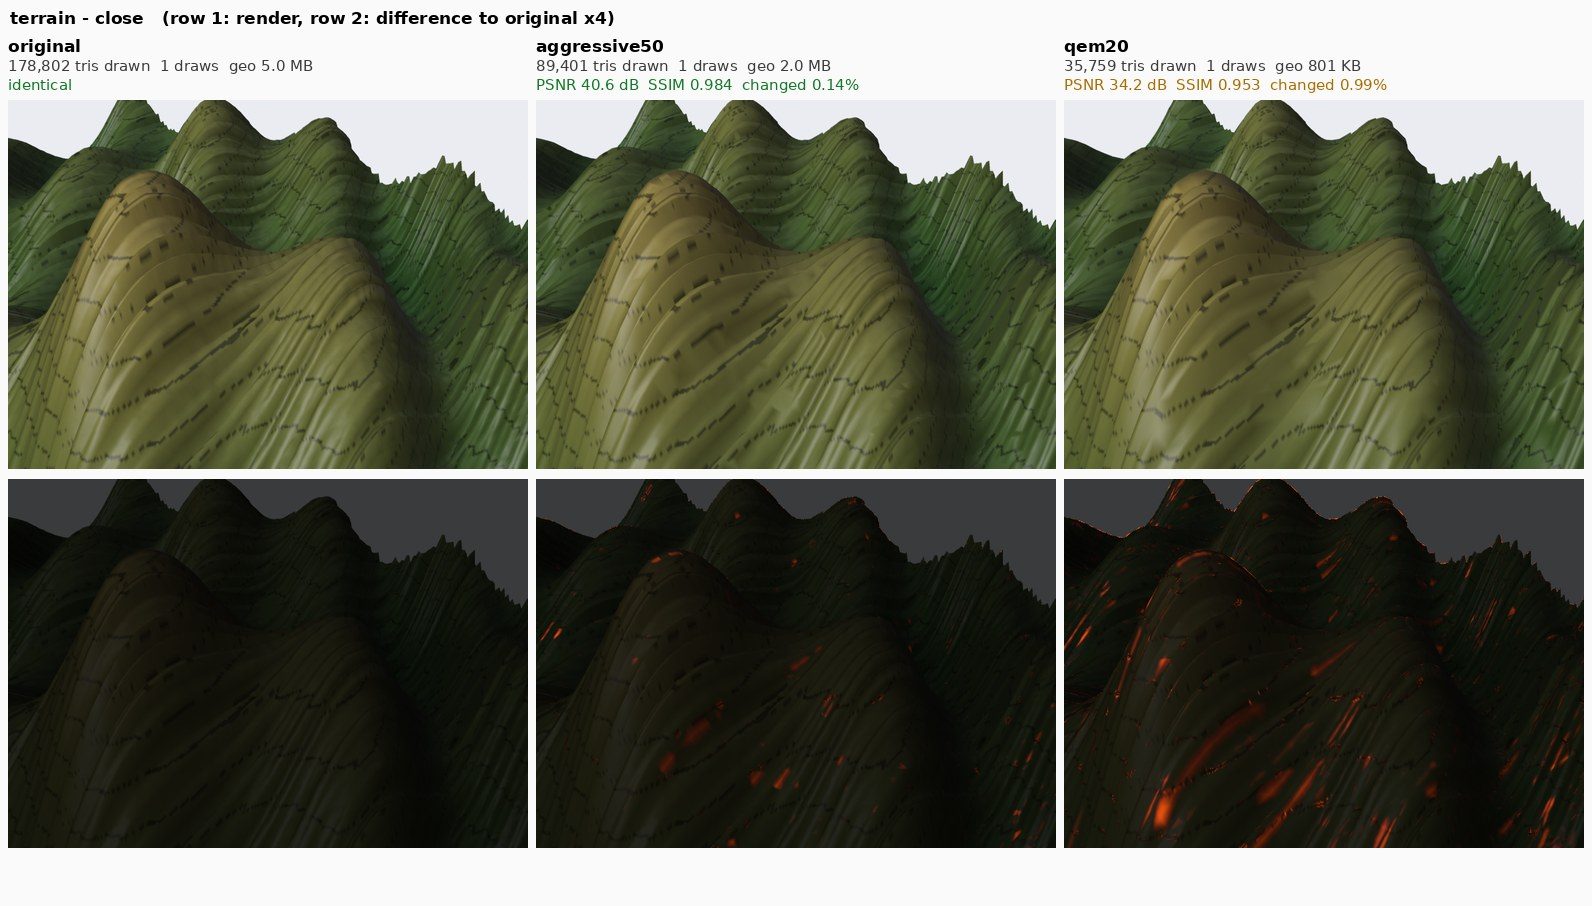 terrain - close   (row 1: render, row 2: difference to original x4)
original
178,802 tris drawn  1 draws  geo 5.0 MB
identical
aggressive50
89,401 tris drawn  1 draws  geo 2.0 MB
PSNR 40.6 dB  SSIM 0.984  changed 0.14%
qem20
35,759 tris drawn  1 draws  geo 801 KB
PSNR 34.2 dB  SSIM 0.953  changed 0.99%